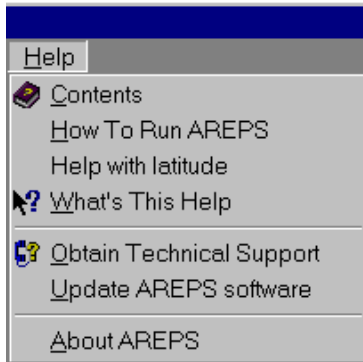 Help
Contents
How To Run AREPS
Help with latitude
What's This Help
Obtain Technical Support
Update AREPS software
About AREPS